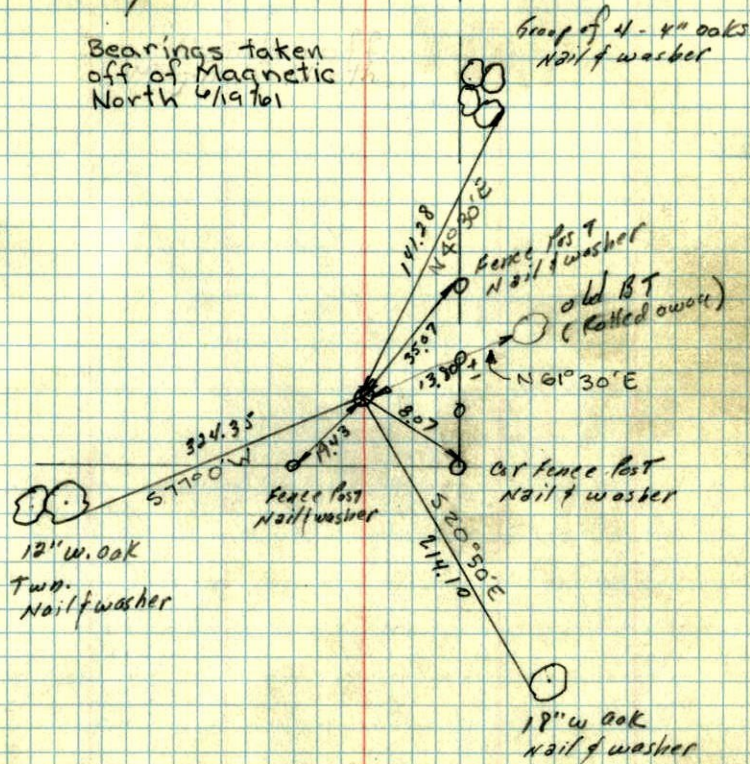 Group of 4 - 4" oaks
Nail & washer
Bearings taken
off of Magnetic
North 6/19/61
141.28
N 4° 30' E
Fence Post
Nail & washer
old BT
(Rotted away)
35.07
13.80±
N 61° 30' E
8.07
324.35
S 77° 0' W
19.43
Fence Post
Nail & washer
Cor Fence Post
Nail & washer
12" w. oak
Twn.
Nail & washer
S 20° 50' E
214.10
18" w oak
Nail & washer